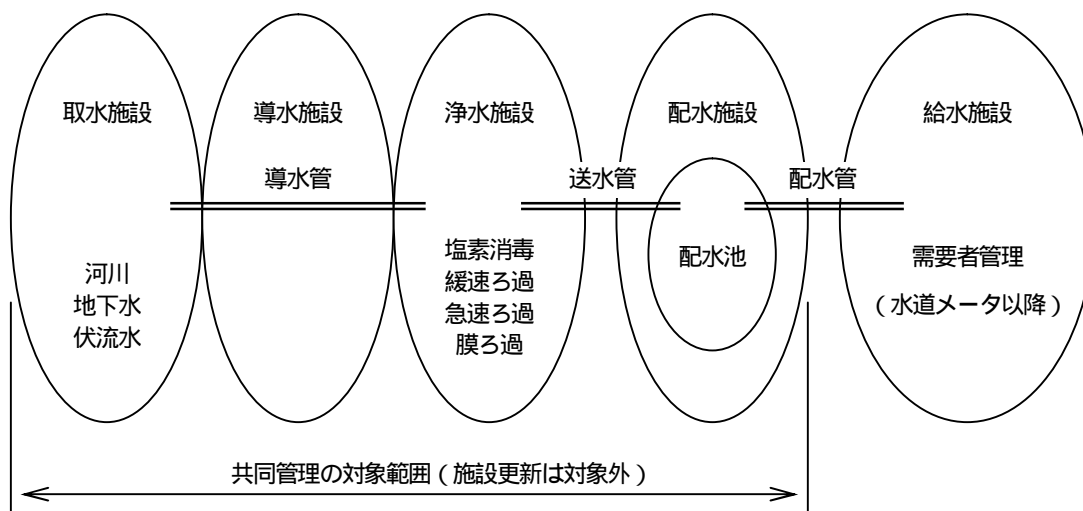 取水施設
導水施設
浄水施設
配水施設
給水施設
導水管
送水管
配水管
河川
地下水
伏流水
塩素消毒
緩速ろ過
急速ろ過
膜ろ過
配水池
需要者管理
（水道メータ以降）
共同管理の対象範囲（施設更新は対象外）